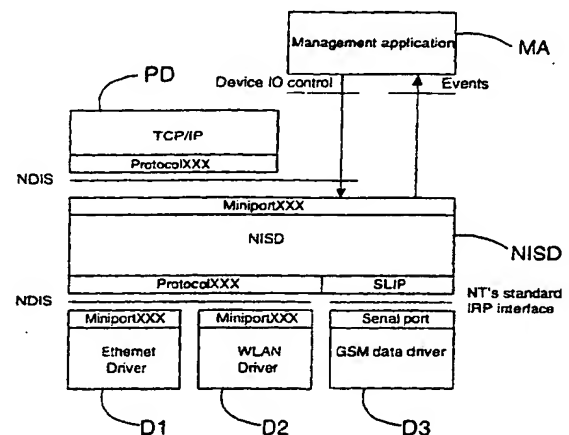 Management application
MA
PD
Device IO control
Events
TCP/IP
ProtocolXXX
NDIS
MiniportXXX
NISD
NISD
ProtocolXXX
SLIP
NDIS
NT's standard
IRP interface
MiniportXXX
MiniportXXX
Serial port
Ethernet
Driver
WLAN
Driver
GSM data driver
D1
D2
D3